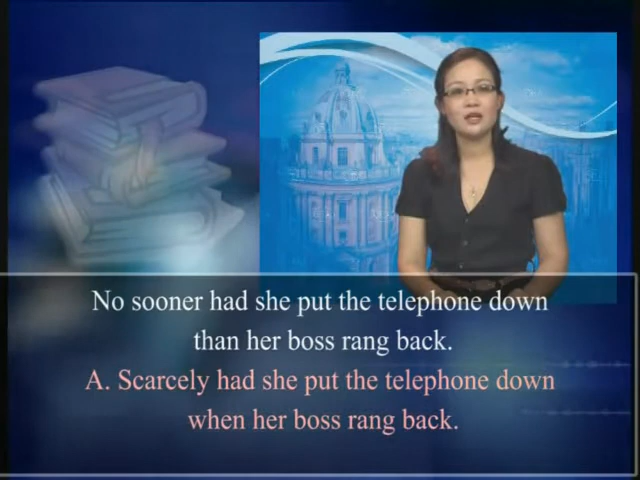 No sooner had she put the telephone down
than her boss rang back.
A. Scarcely had she put the telephone down
when her boss rang back.